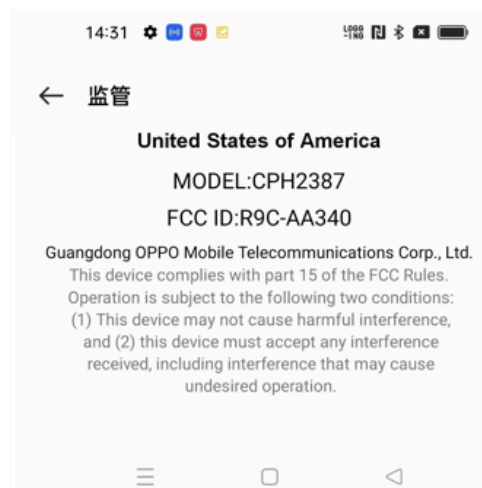 14:31
监管
United States of America
MODEL:CPH2387
FCC ID:R9C-AA340
Guangdong OPPO Mobile Telecommunications Corp., Ltd.
This device complies with part 15 of the FCC Rules.
Operation is subject to the following two conditions:
(1) This device may not cause harmful interference,
and (2) this device must accept any interference
received, including interference that may cause
undesired operation.